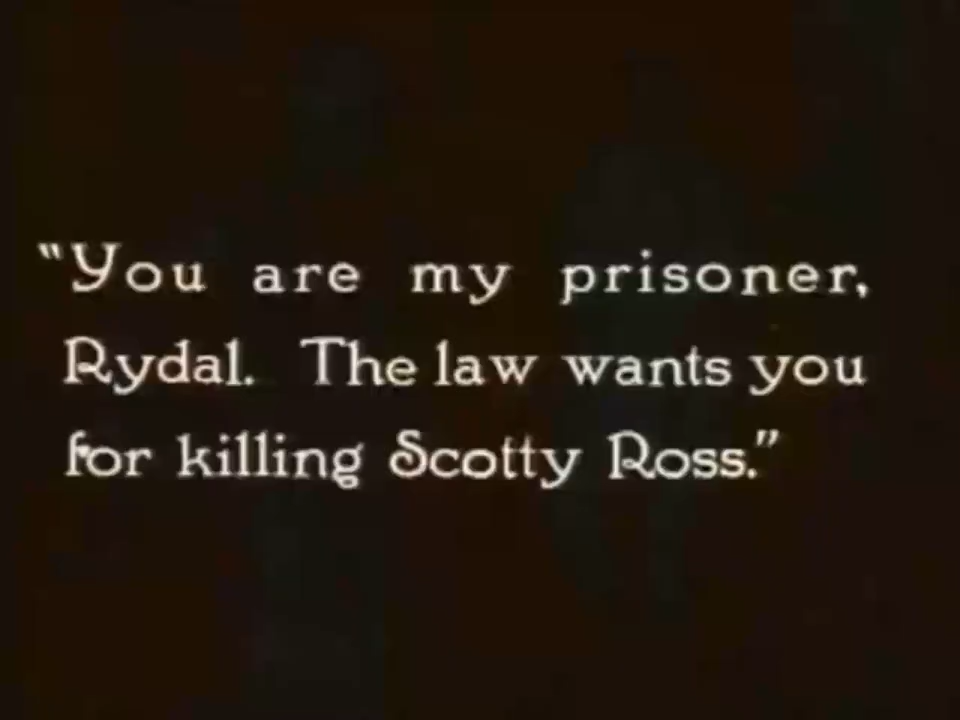 “You are my prisoner,
Rydal. The law wants you
for killing Scotty Ross.”